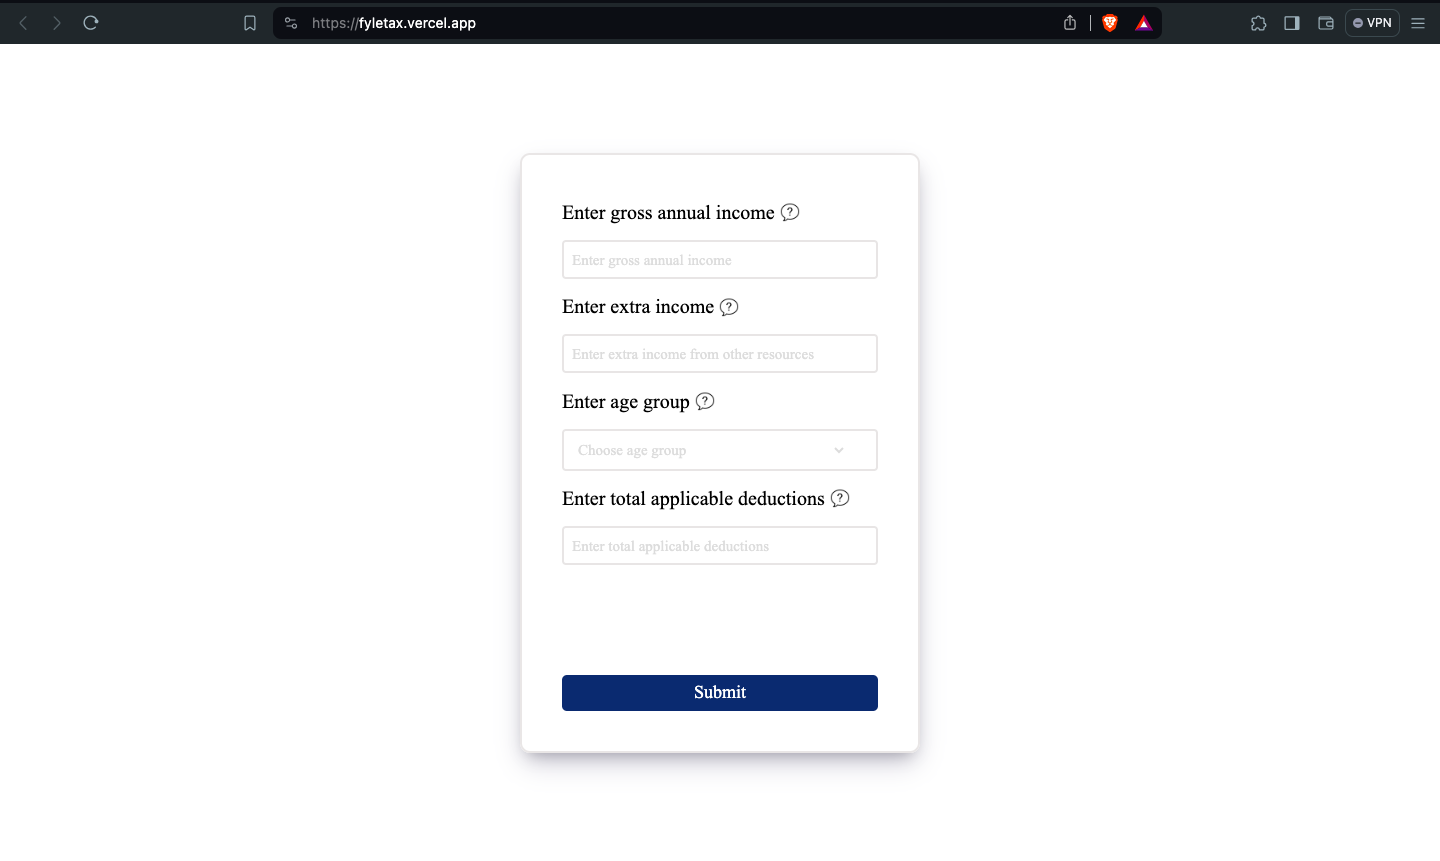 https://fyletax.vercel.app
VPN
Enter gross annual income ?
Enter gross annual income
Enter extra income ?
Enter extra income from other resources
Enter age group ?
Choose age group
Enter total applicable deductions ?
Enter total applicable deductions
Submit